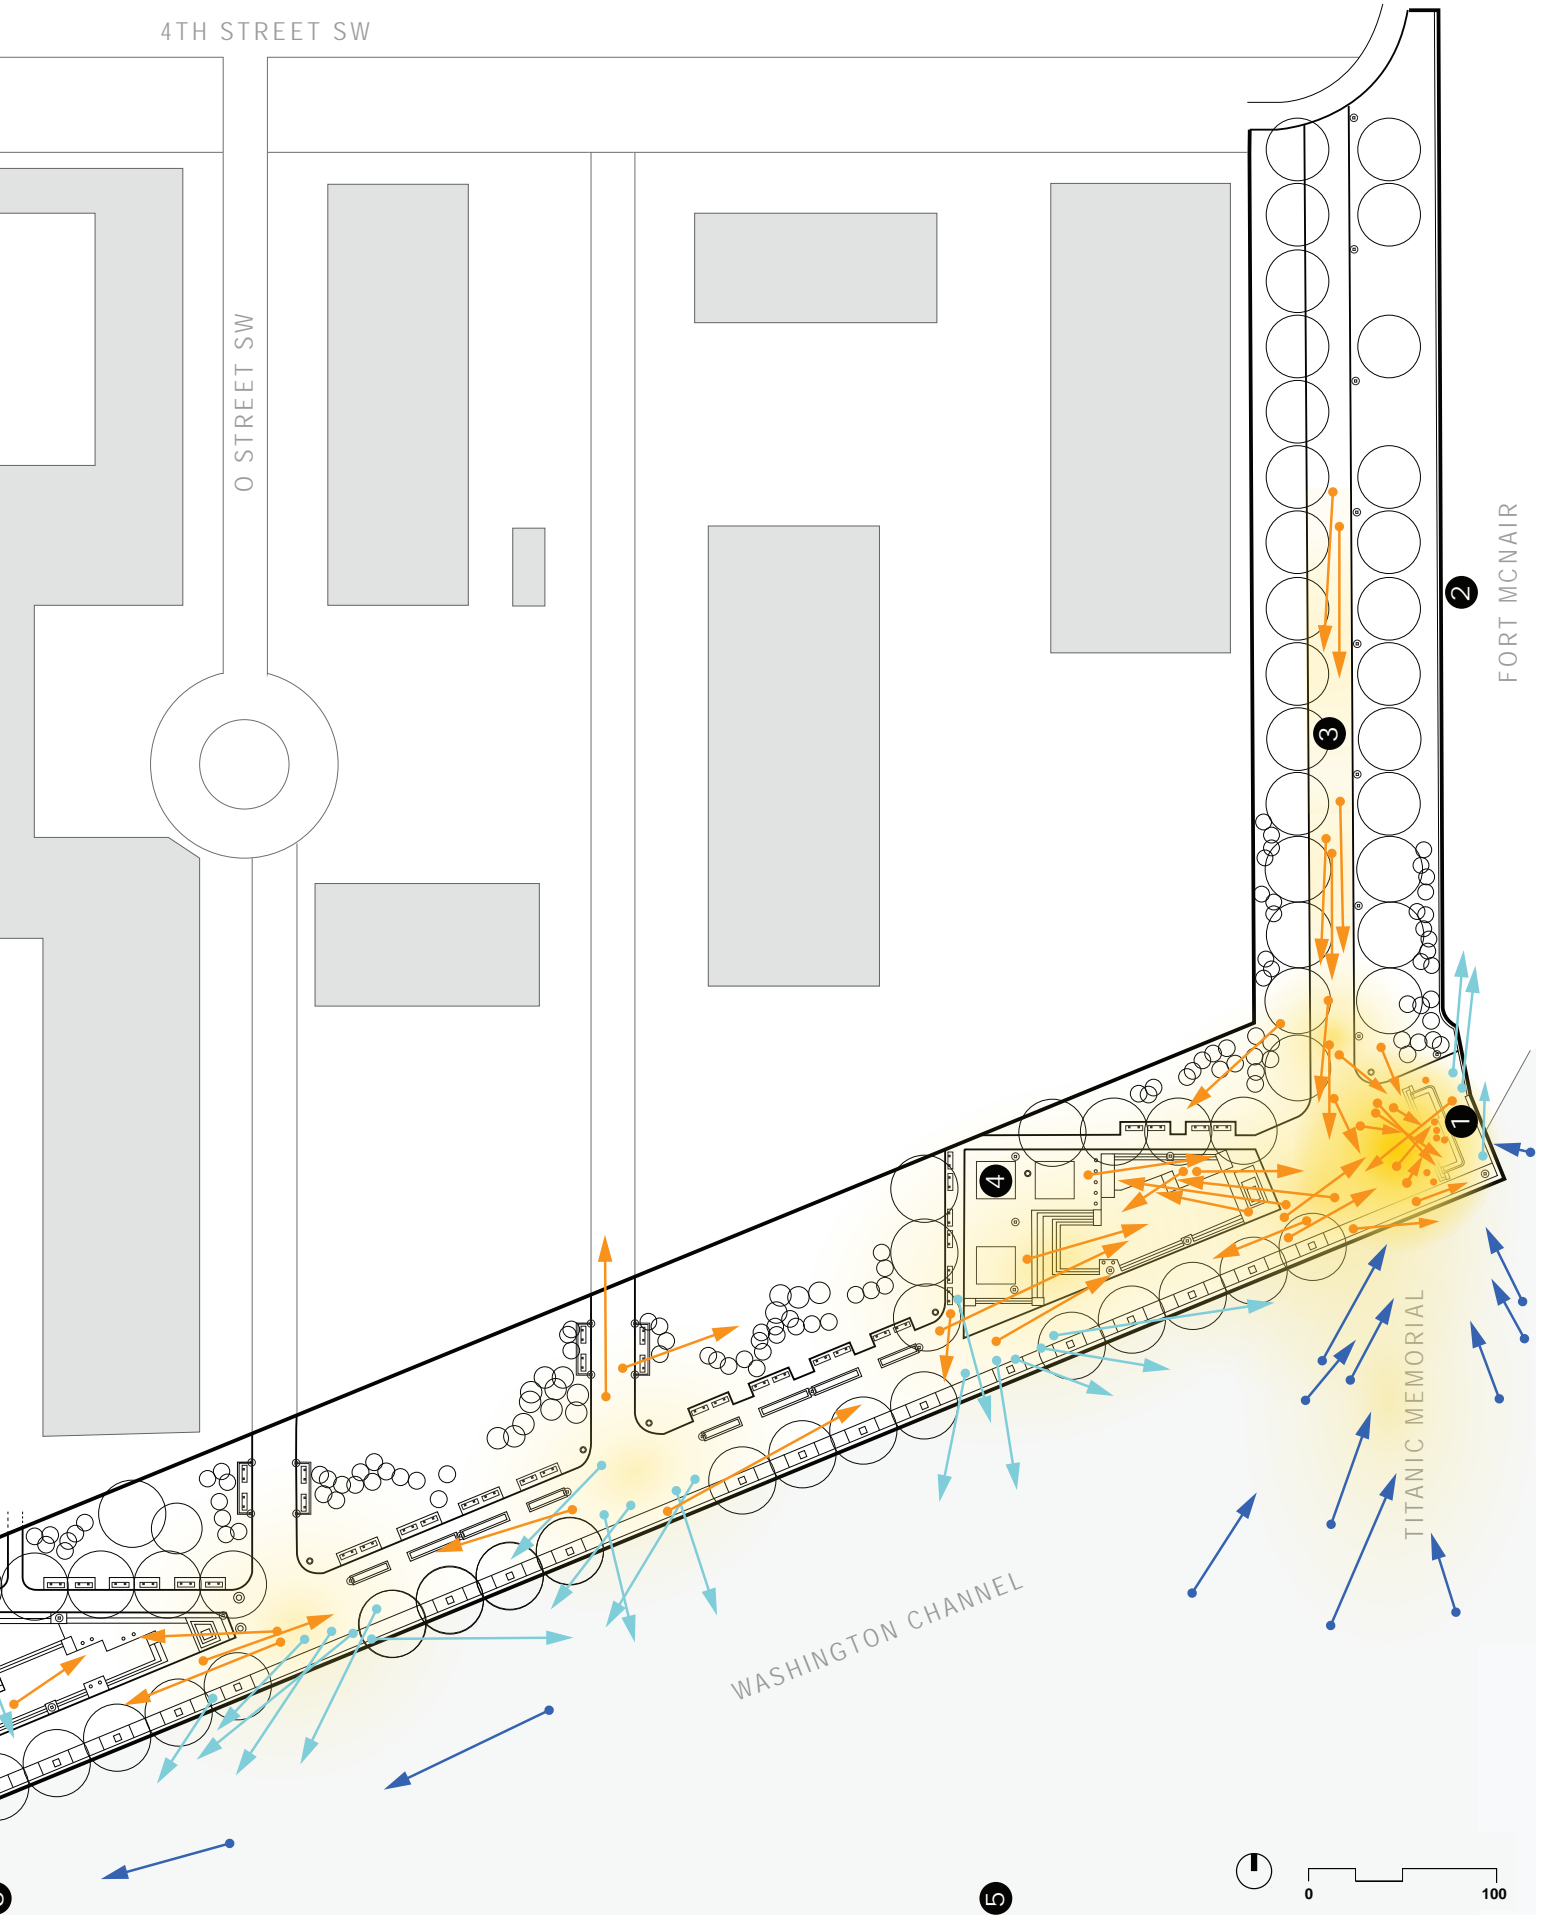 4TH STREET SW
O STREET SW
FORT MCNAIR
2
3
1
4
TITANIC MEMORIAL
WASHINGTON CHANNEL
5
0 100